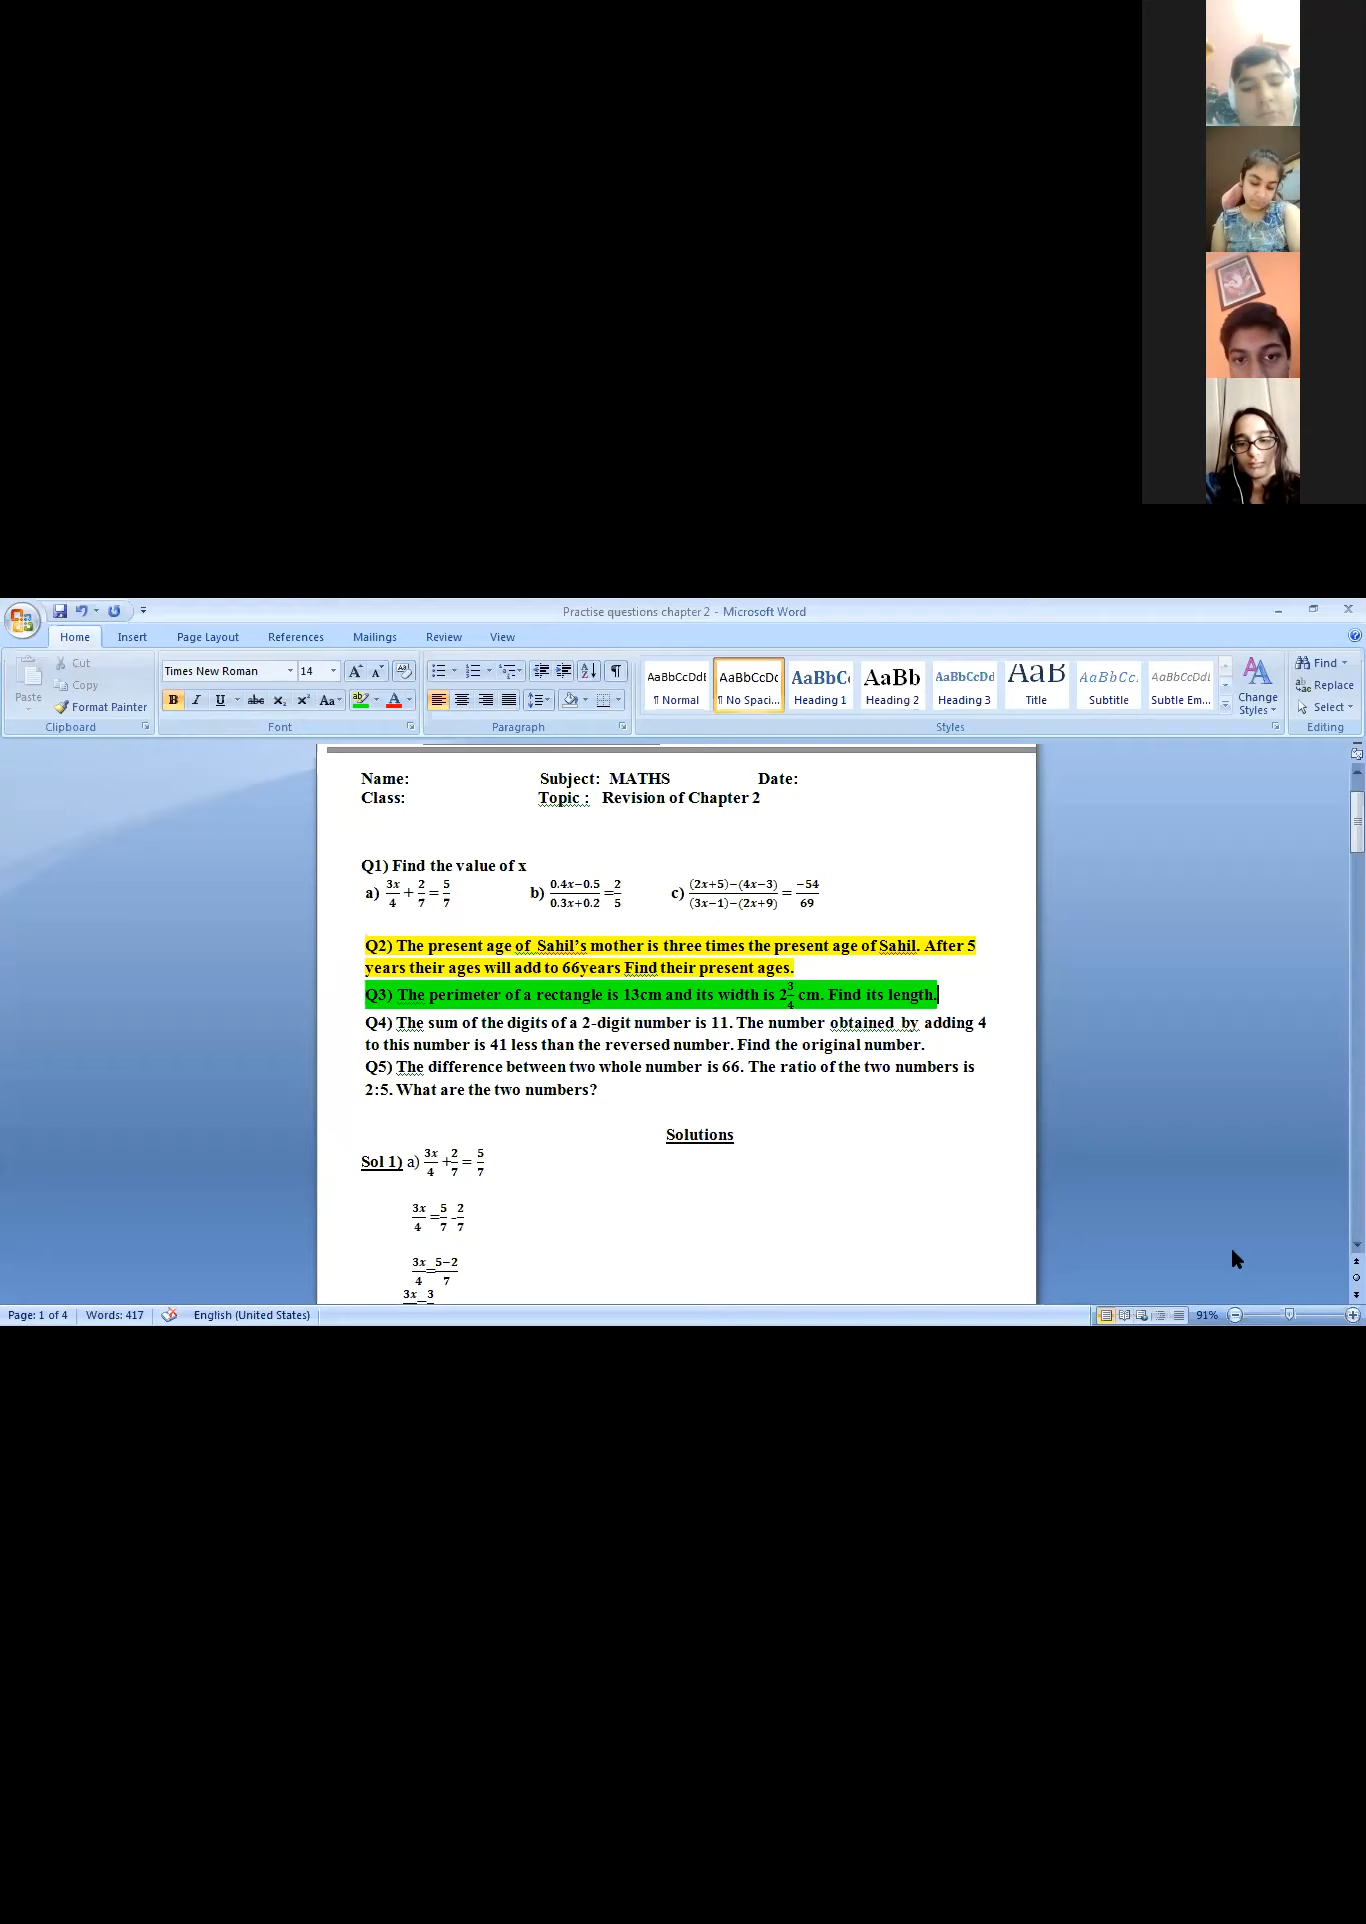 Practise questions chapter 2 - Microsoft Word
Home Insert Page Layout References Mailings Review View
Cut
Copy
Format Painter
Paste
Clipboard
Times New Roman 14
Font
Paragraph
AaBbCcDdE AaBbCcDc AaBbC AaBb AaBbCcDd AaB AaBbCc. AaBbCcDdE
¶ Normal ¶ No Spaci... Heading 1 Heading 2 Heading 3 Title Subtitle Subtle Em...
Change Styles
Styles
Find
Replace
Select
Editing
Name: Subject: MATHS Date:
Class: Topic : Revision of Chapter 2
Q1) Find the value of x
a) 3x/4 + 2/7 = 5/7 b) 0.4x−0.5/0.3x+0.2 = 2/5 c) (2x+5)−(4x−3)/(3x−1)−(2x+9) = −54/69
Q2) The present age of Sahil's mother is three times the present age of Sahil. After 5
years their ages will add to 66years Find their present ages.
Q3) The perimeter of a rectangle is 13cm and its width is 2 3/4 cm. Find its length.
Q4) The sum of the digits of a 2-digit number is 11. The number obtained by adding 4
to this number is 41 less than the reversed number. Find the original number.
Q5) The difference between two whole number is 66. The ratio of the two numbers is
2:5. What are the two numbers?
Solutions
Sol 1) a) 3x/4 + 2/7 = 5/7
3x/4 = 5/7 - 2/7
3x/4 = 5−2/7
3x = 3
Page: 1 of 4 Words: 417 English (United States) 91%